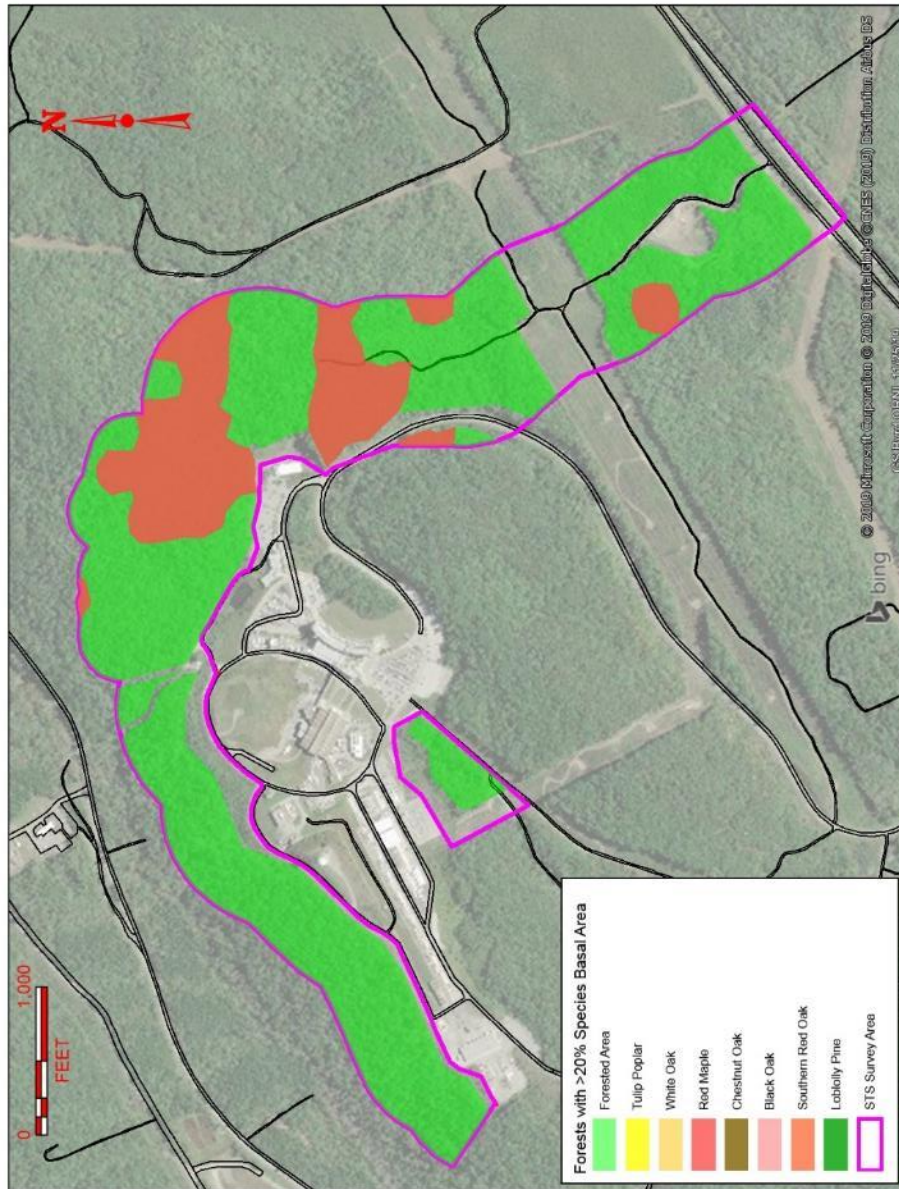 N
0
1,000
FEET
Forests with >20% Species Basal Area
Forested Area
Tulip Poplar
White Oak
Red Maple
Chestnut Oak
Black Oak
Southern Red Oak
Loblolly Pine
STS Survey Area
bing
© 2019 Microsoft Corporation © 2019 DigitalGlobe ©CNES (2019) Distribution Airbus DS